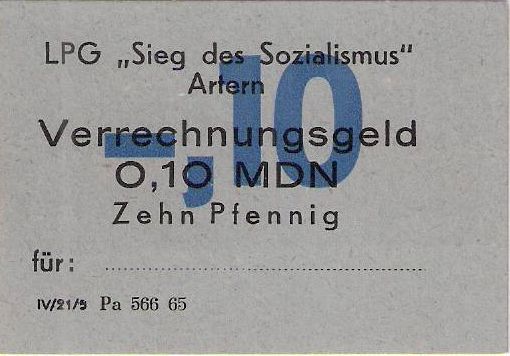 LPG „Sieg des Sozialismus“
Artern
-,10
Verrechnungsgeld
0,10 MDN
Zehn Pfennig
für: ........................................
IV/21/5 Pa 566 65